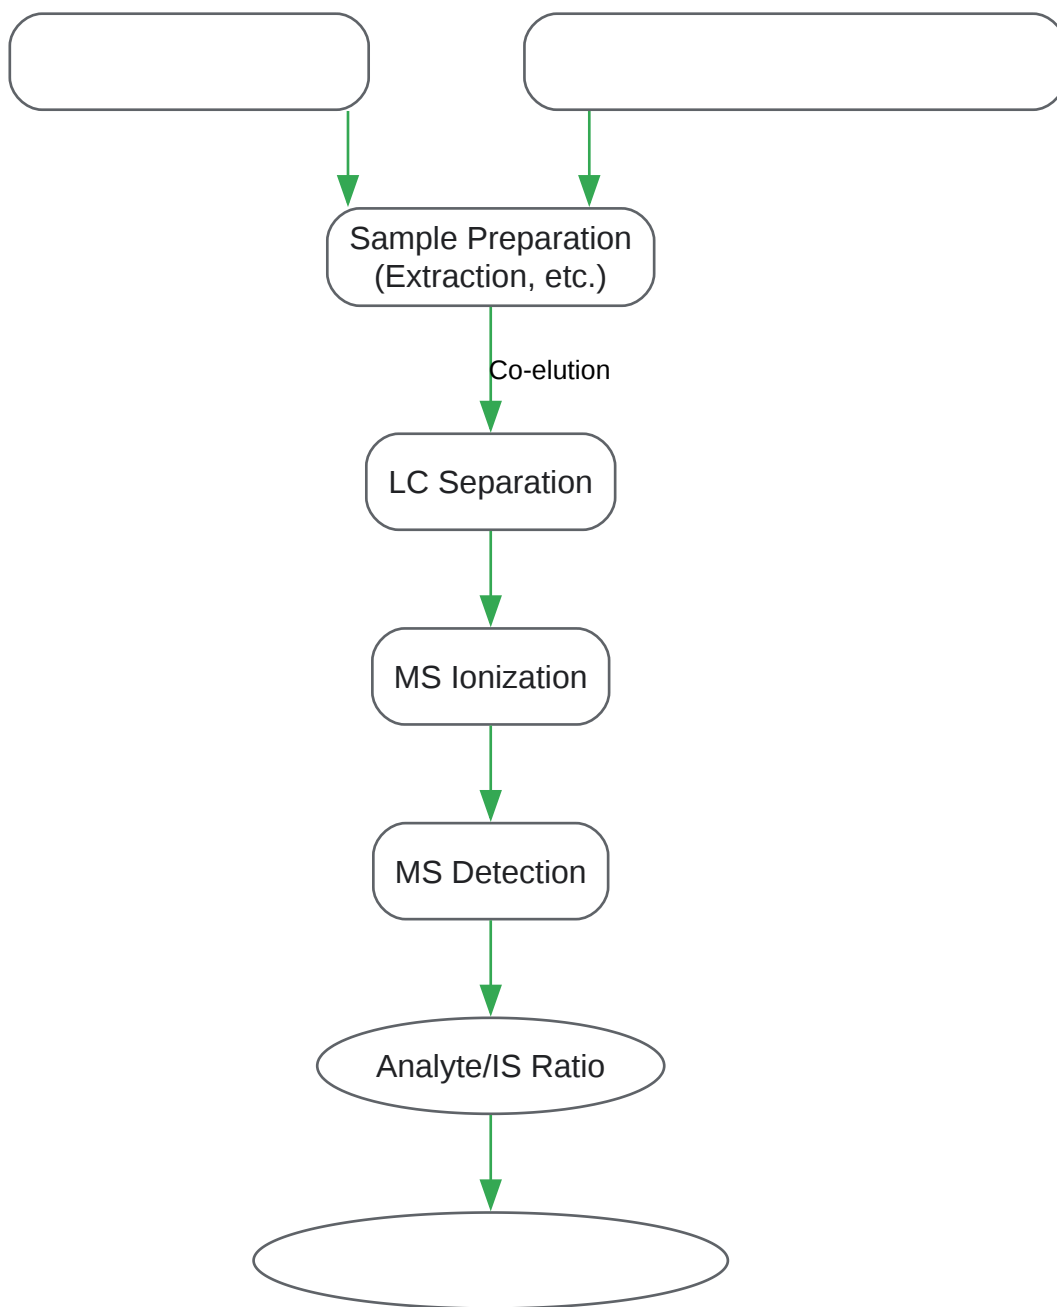 Sample Preparation
(Extraction, etc.)
Co-elution
LC Separation
MS Ionization
MS Detection
Analyte/IS Ratio